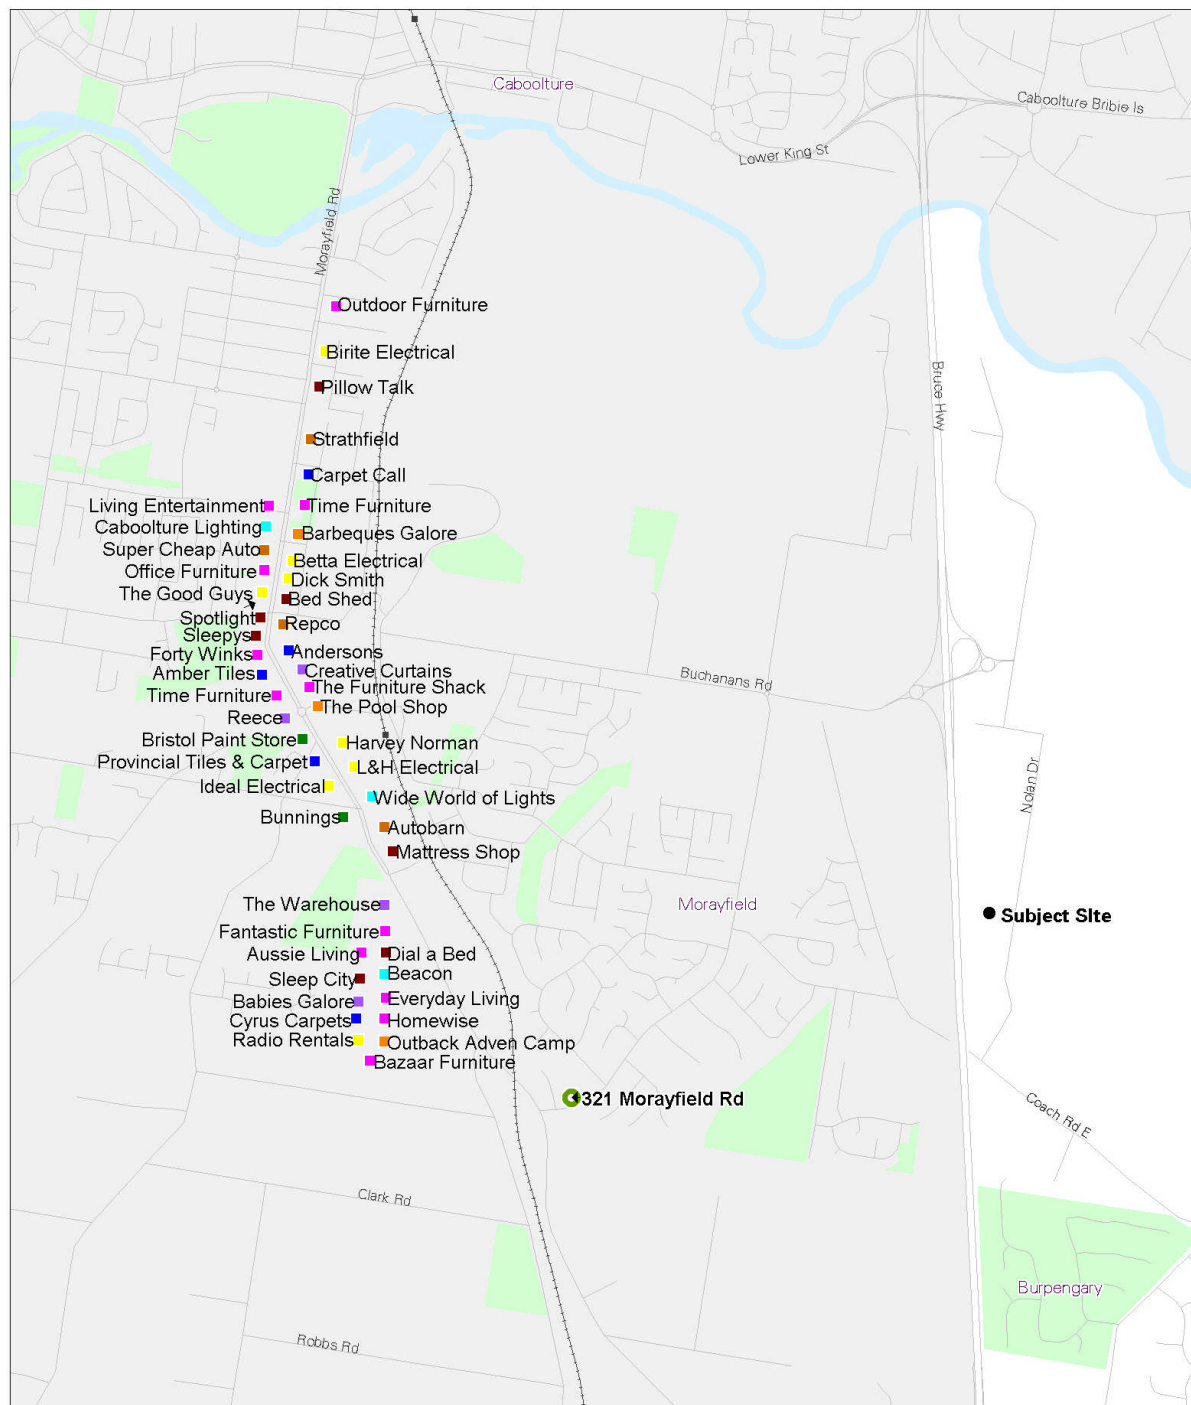 Caboolture
Caboolture Bribie Is
Lower King St
Morayfield Rd
Outdoor Furniture
Birite Electrical
Bruce Hwy
Pillow Talk
Strathfield
Carpet Call
Living Entertainment
Time Furniture
Caboolture Lighting
Barbeques Galore
Super Cheap Auto
Betta Electrical
Office Furniture
Dick Smith
The Good Guys
Bed Shed
Spotlight
Repco
Sleepys
Forty Winks
Andersons
Amber Tiles
Creative Curtains
Buchanans Rd
The Furniture Shack
Time Furniture
The Pool Shop
Reece
Bristol Paint Store
Harvey Norman
Provincial Tiles & Carpet
L&H Electrical
Ideal Electrical
Nolan Dr
Wide World of Lights
Bunnings
Autobarn
Mattress Shop
The Warehouse
Morayfield
Subject SIte
Fantastic Furniture
Aussie Living
Dial a Bed
Sleep City
Beacon
Babies Galore
Everyday Living
Cyrus Carpets
Homewise
Radio Rentals
Outback Adven Camp
Bazaar Furniture
321 Morayfield Rd
Coach Rd E
Clark Rd
Burpengary
Robbs Rd